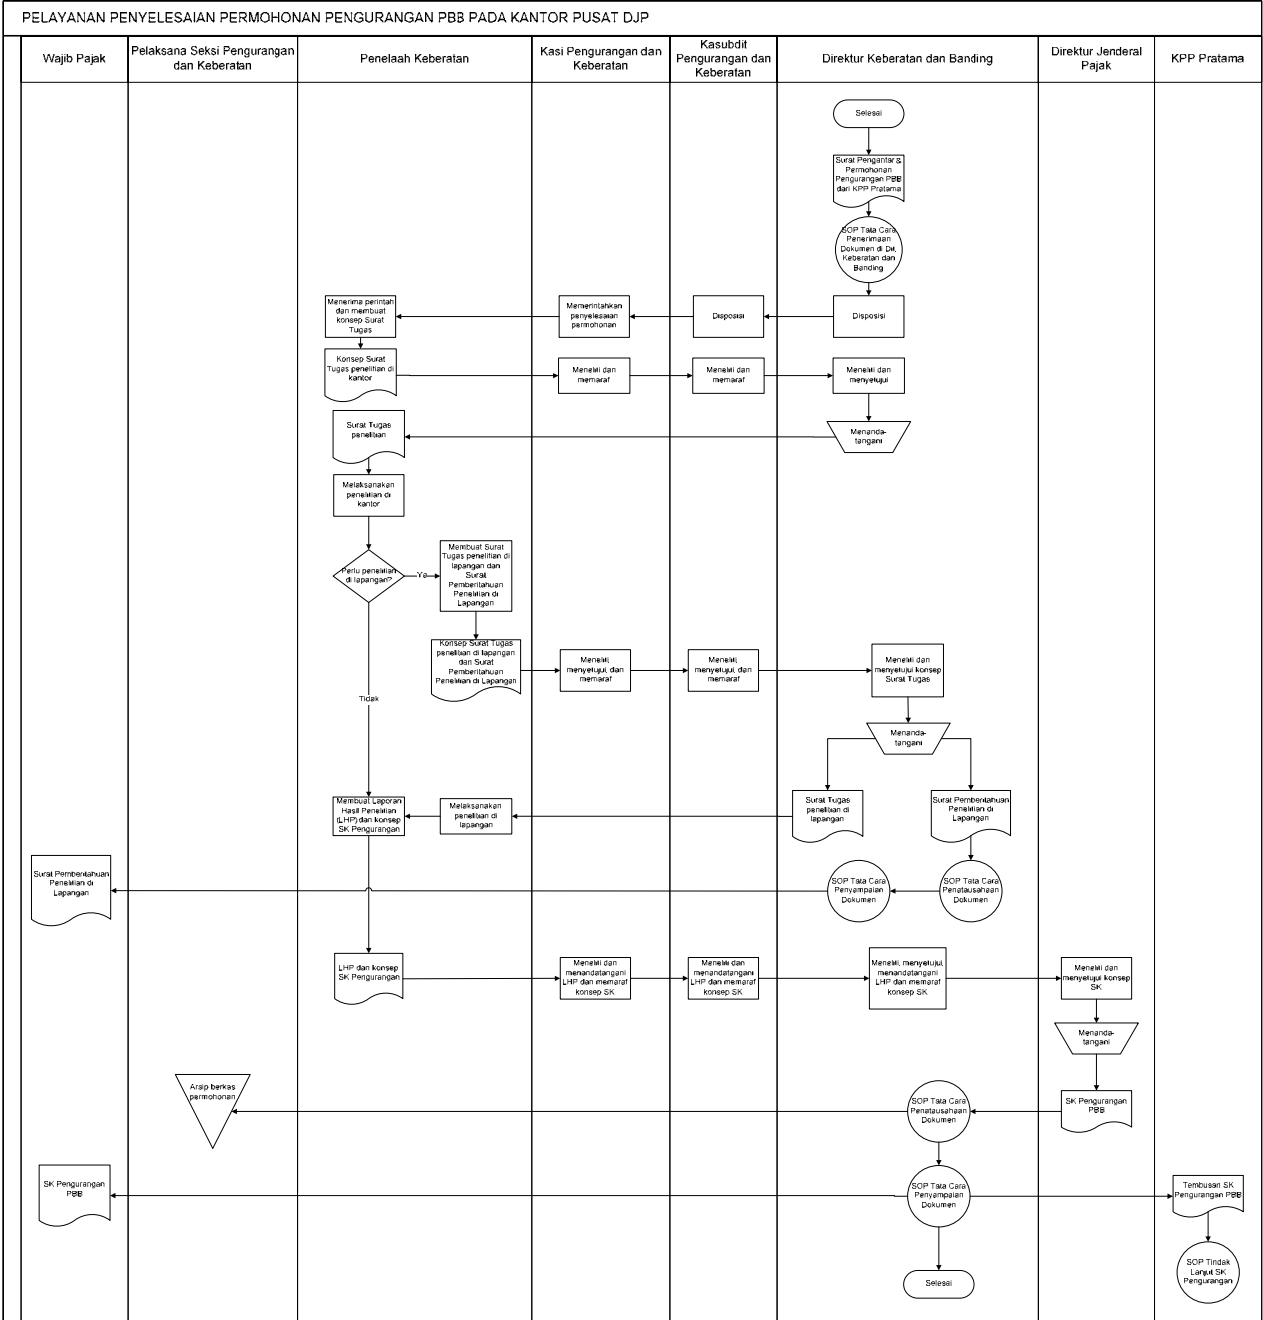 PELAYANAN PENYELESAIAN PERMOHONAN PENGURANGAN PBB PADA KANTOR PUSAT DJP
Wajib Pajak
Pelaksana Seksi Pengurangan
dan Keberatan
Penelaah Keberatan
Kasi Pengurangan dan
Keberatan
Kasubdit
Pengurangan dan
Keberatan
Direktur Keberatan dan Banding
Direktur Jenderal
Pajak
KPP Pratama
Selesai
Surat Pengantar &
Permohonan
Pengurangan PBB
dari KPP Pratama
SOP Tata Cara
Penerimaan
Dokumen di Dit.
Keberatan dan
Banding
Menerima perintah
dan membuat
konsep Surat
Tugas
Memerintahkan
penyelesaian
permohonan
Disposisi
Disposisi
Konsep Surat
Tugas penelitian di
kantor
Meneliti dan
memaraf
Meneliti dan
memaraf
Meneliti dan
menyetujui
Surat Tugas
penelitian
Menanda-
tangani
Melaksanakan
penelitian di
kantor
Perlu penelitian
di lapangan?
Ya
Membuat Surat
Tugas penelitian di
lapangan dan
Surat
Pemberitahuan
Penelitian di
Lapangan
Konsep Surat Tugas
penelitian di lapangan
dan Surat
Pemberitahuan
Penelitian di Lapangan
Meneliti,
menyetujui, dan
memaraf
Meneliti,
menyetujui, dan
memaraf
Meneliti dan
menyetujui konsep
Surat Tugas
Tidak
Menanda-
tangani
Membuat Laporan
Hasil Penelitian
(LHP) dan konsep
SK Pengurangan
Melaksanakan
penelitian di
lapangan
Surat Tugas
penelitian di
lapangan
Surat Pemberitahuan
Penelitian di
Lapangan
Surat Pemberitahuan
Penelitian di
Lapangan
SOP Tata Cara
Penyampaian
Dokumen
SOP Tata Cara
Penatausahaan
Dokumen
LHP dan konsep
SK Pengurangan
Meneliti dan
menandatangani
LHP dan memaraf
konsep SK
Meneliti dan
menandatangani
LHP dan memaraf
konsep SK
Meneliti, menyetujui,
menandatangani
LHP dan memaraf
konsep SK
Meneliti dan
menyetujui konsep
SK
Menanda-
tangani
Arsip berkas
permohonan
SOP Tata Cara
Penatausahaan
Dokumen
SK Pengurangan
PBB
SK Pengurangan
PBB
SOP Tata Cara
Penyampaian
Dokumen
Tembusan SK
Pengurangan PBB
Selesai
SOP Tindak
Lanjut SK
Pengurangan